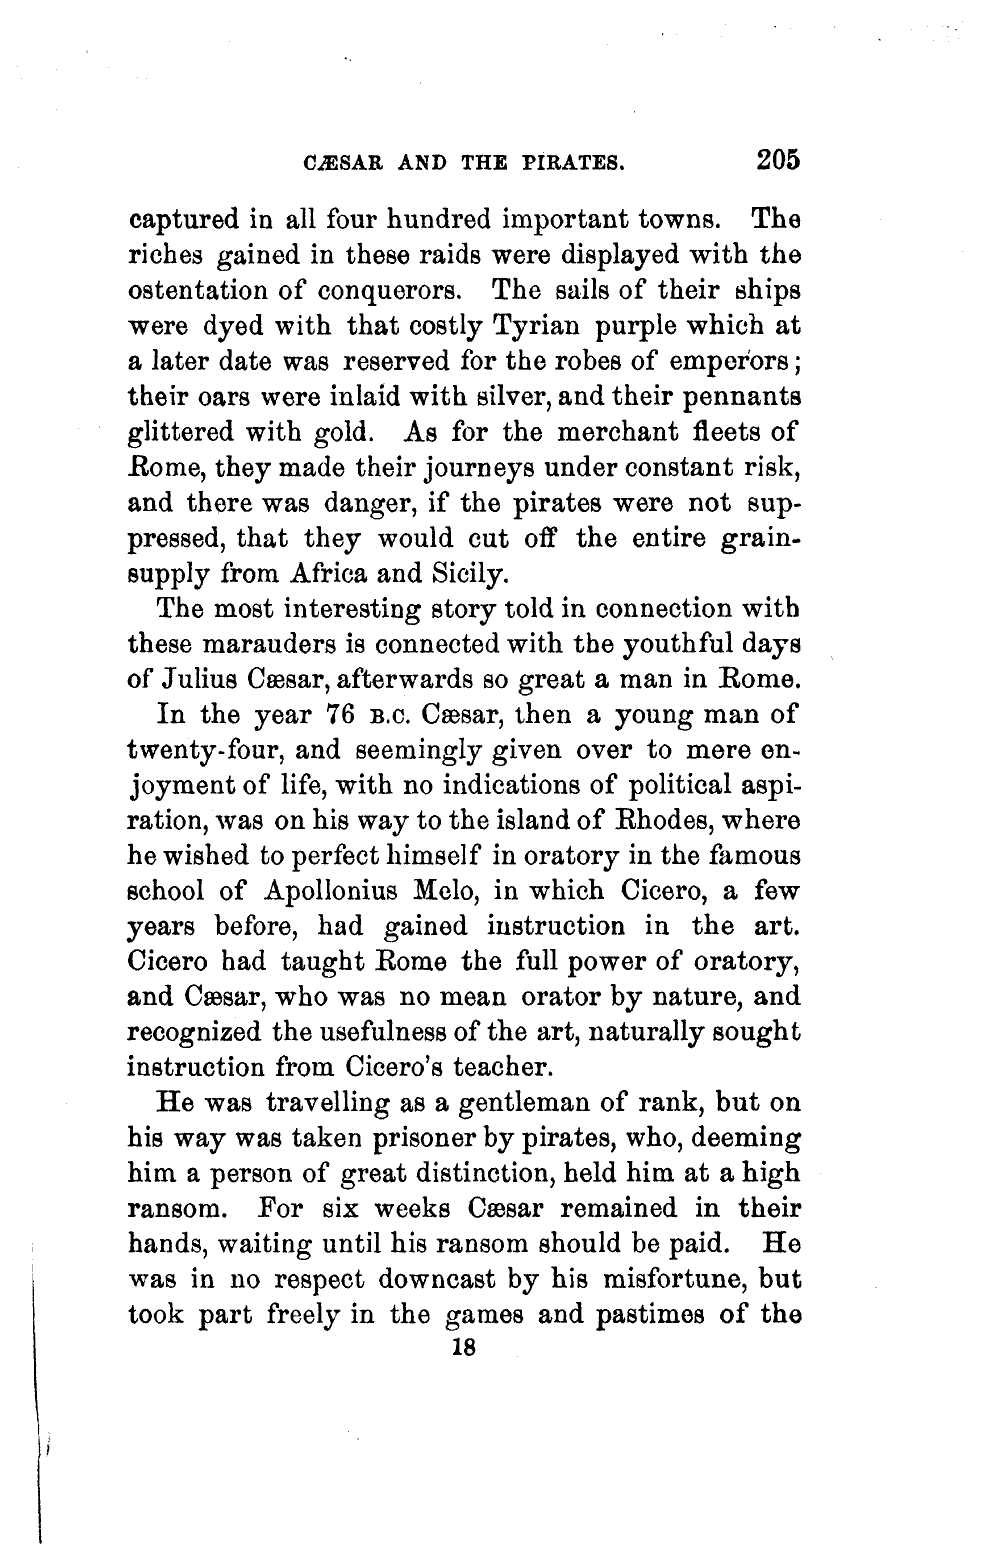 CÆSAR AND THE PIRATES. 205
captured in all four hundred important towns. The
riches gained in these raids were displayed with the
ostentation of conquerors. The sails of their ships
were dyed with that costly Tyrian purple which at
a later date was reserved for the robes of emperors;
their oars were inlaid with silver, and their pennants
glittered with gold. As for the merchant fleets of
Rome, they made their journeys under constant risk,
and there was danger, if the pirates were not sup-
pressed, that they would cut off the entire grain-
supply from Africa and Sicily.
The most interesting story told in connection with
these marauders is connected with the youthful days
of Julius Cæsar, afterwards so great a man in Rome.
In the year 76 B.C. Cæsar, then a young man of
twenty-four, and seemingly given over to mere en-
joyment of life, with no indications of political aspi-
ration, was on his way to the island of Rhodes, where
he wished to perfect himself in oratory in the famous
school of Apollonius Melo, in which Cicero, a few
years before, had gained instruction in the art.
Cicero had taught Rome the full power of oratory,
and Cæsar, who was no mean orator by nature, and
recognized the usefulness of the art, naturally sought
instruction from Cicero's teacher.
He was travelling as a gentleman of rank, but on
his way was taken prisoner by pirates, who, deeming
him a person of great distinction, held him at a high
ransom. For six weeks Cæsar remained in their
hands, waiting until his ransom should be paid. He
was in no respect downcast by his misfortune, but
took part freely in the games and pastimes of the
18